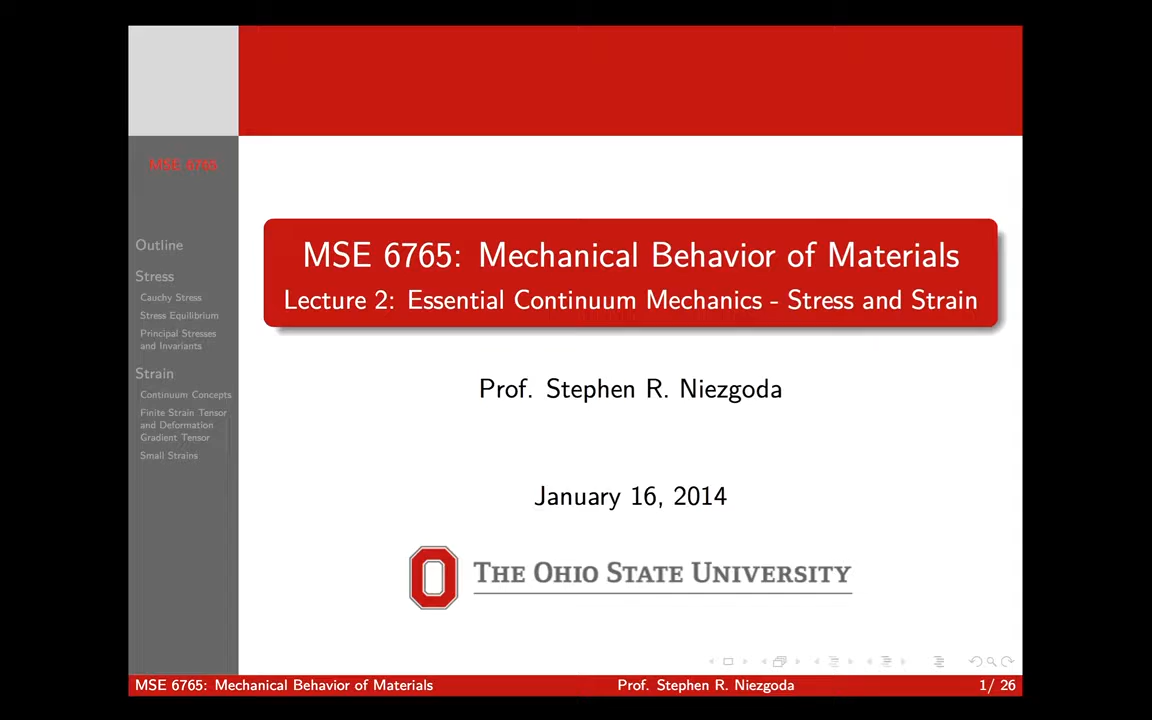 MSE 6765
Outline
Stress
Cauchy Stress
Stress Equilibrium
Principal Stresses
and Invariants
Strain
Continuum Concepts
Finite Strain Tensor
and Deformation
Gradient Tensor
Small Strains
MSE 6765: Mechanical Behavior of Materials
Lecture 2: Essential Continuum Mechanics - Stress and Strain
Prof. Stephen R. Niezgoda
January 16, 2014
O
THE OHIO STATE UNIVERSITY
MSE 6765: Mechanical Behavior of Materials
Prof. Stephen R. Niezgoda
1/ 26